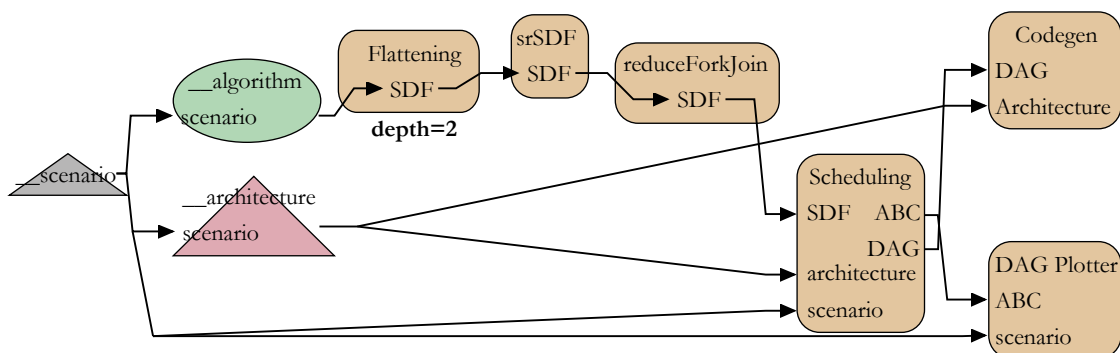 __scenario
__algorithm
scenario
__architecture
scenario
Flattening
SDF
depth=2
srSDF
SDF
reduceForkJoin
SDF
Scheduling
SDF ABC
DAG
architecture
scenario
Codegen
DAG
Architecture
DAG Plotter
ABC
scenario